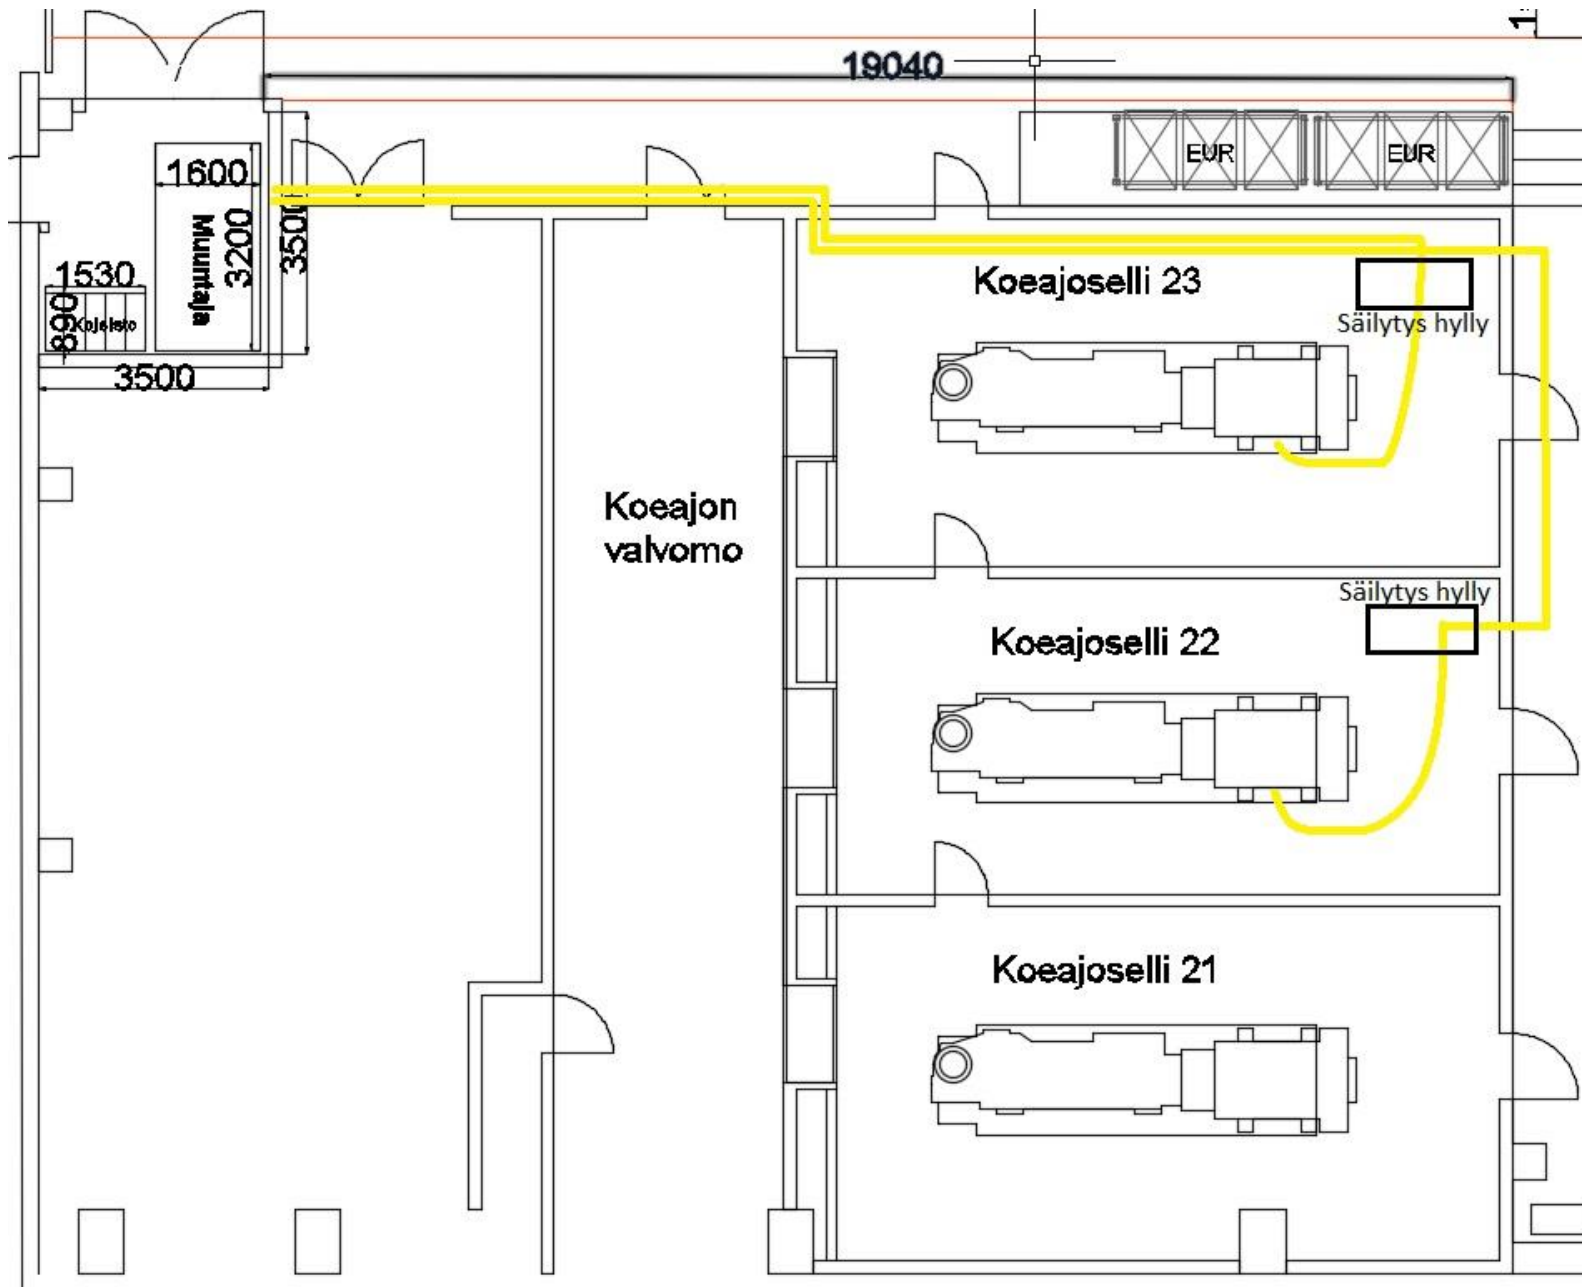 1
19040
EUR
EUR
1600
Muuntaja
3200
3500
1530
890
Kojeisto
3500
Koeajoselli 23
Säilytys hylly
Koeajon
valvomo
Säilytys hylly
Koeajoselli 22
Koeajoselli 21